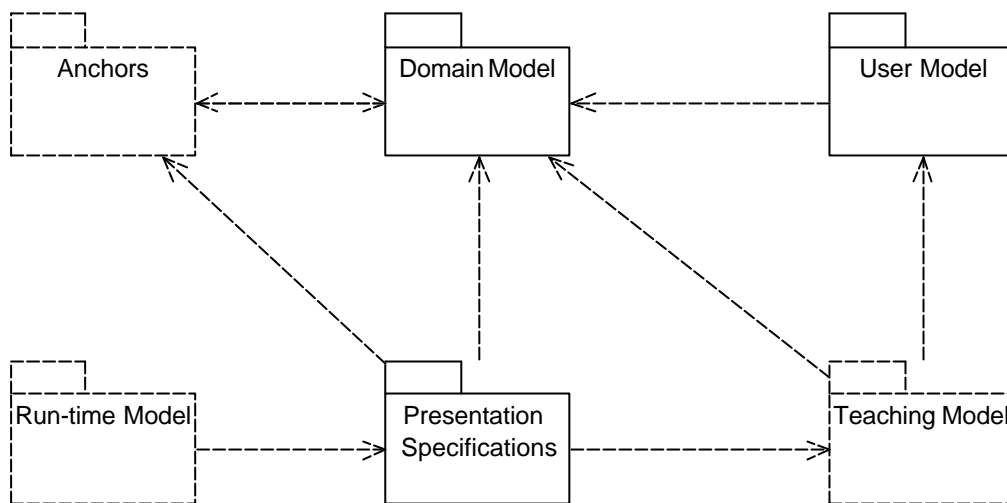 Anchors
Domain Model
User Model
Run-time Model
Presentation
Specifications
Teaching Model